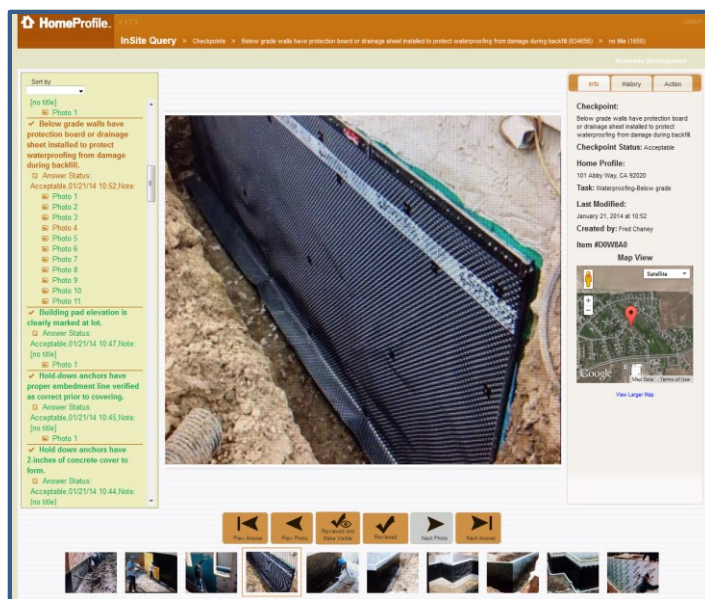 HomeProfile
InSite Query » Checkpoints » Below grade walls have protection board or drainage sheet installed to protect waterproofing from damage during backfill.(634656) » no title (1650)
Business Development
Sort by
[no title]
Photo 1
Below grade walls have
protection board or drainage
sheet installed to protect
waterproofing from damage
during backfill.
Answer Status:
Acceptable,01/21/14 10:52,Note:
Photo 1
Photo 2
Photo 3
Photo 4
Photo 5
Photo 6
Photo 7
Photo 8
Photo 9
Photo 10
Photo 11
Building pad elevation is
clearly marked at lot.
Answer Status:
Acceptable,01/21/14 10:47,Note:
[no title]
Photo 1
Hold-down anchors have
proper embedment line verified
as correct prior to covering.
Answer Status:
Acceptable,01/21/14 10:45,Note:
[no title]
Photo 1
Hold down anchors have
2-inches of concrete cover to
form.
Answer Status:
Acceptable,01/21/14 10:44,Note:
[no title]
Info History Action
Checkpoint:
Below grade walls have protection board
or drainage sheet installed to protect
waterproofing from damage during backfill.
Checkpoint Status: Acceptable
Home Profile:
101 Abby Way, CA 92020
Task: Waterproofing-Below grade
Last Modified:
January 21, 2014 at 10:52
Created by: Fred Chaney
Item #D0W8A0
Map View
Satellite
Google Map Data Terms of Use
View Larger Map
Prev Answer
Prev Photo
Reviewed and
Make Visible
Reviewed
Next Photo
Next Answer